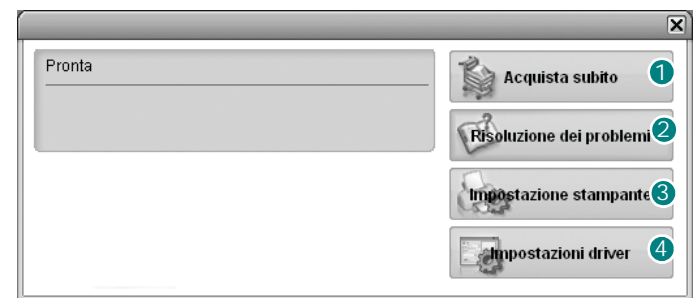 Pronta
Acquista subito 1
Risoluzione dei problemi 2
Impostazione stampante 3
Impostazioni driver 4